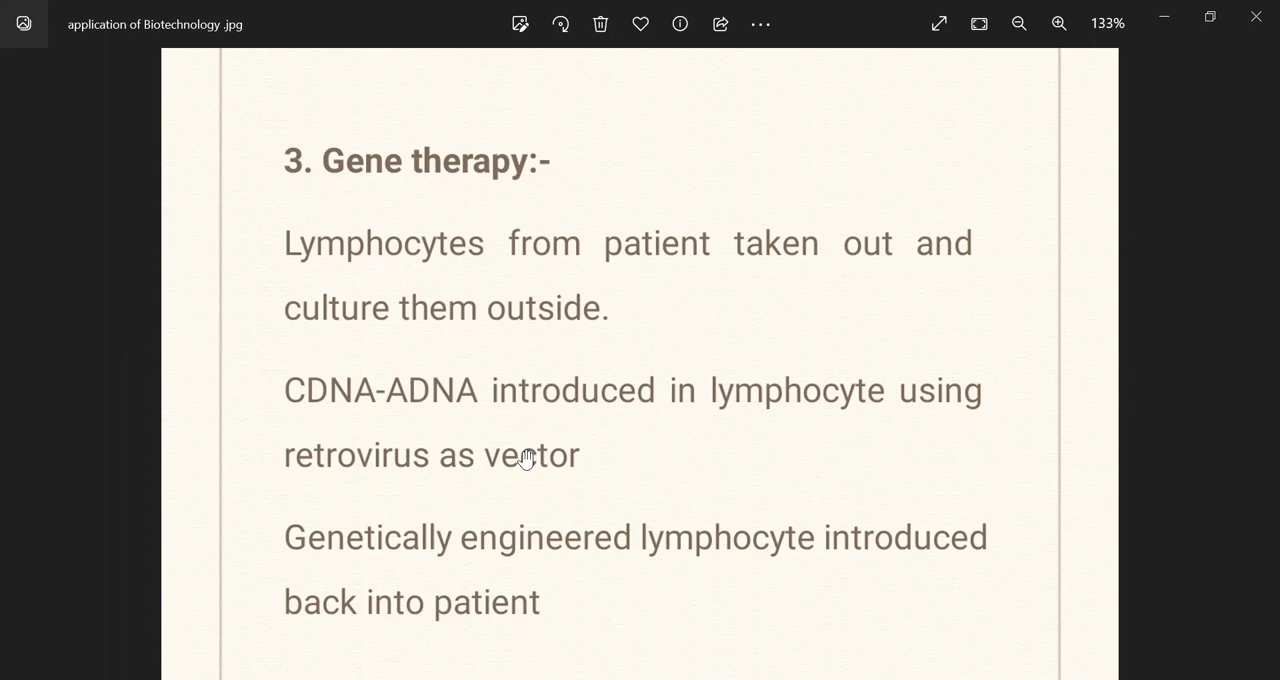 application of Biotechnology .jpg
133%
3. Gene therapy:-
Lymphocytes from patient taken out and
culture them outside.
CDNA-ADNA introduced in lymphocyte using
retrovirus as vector
Genetically engineered lymphocyte introduced
back into patient